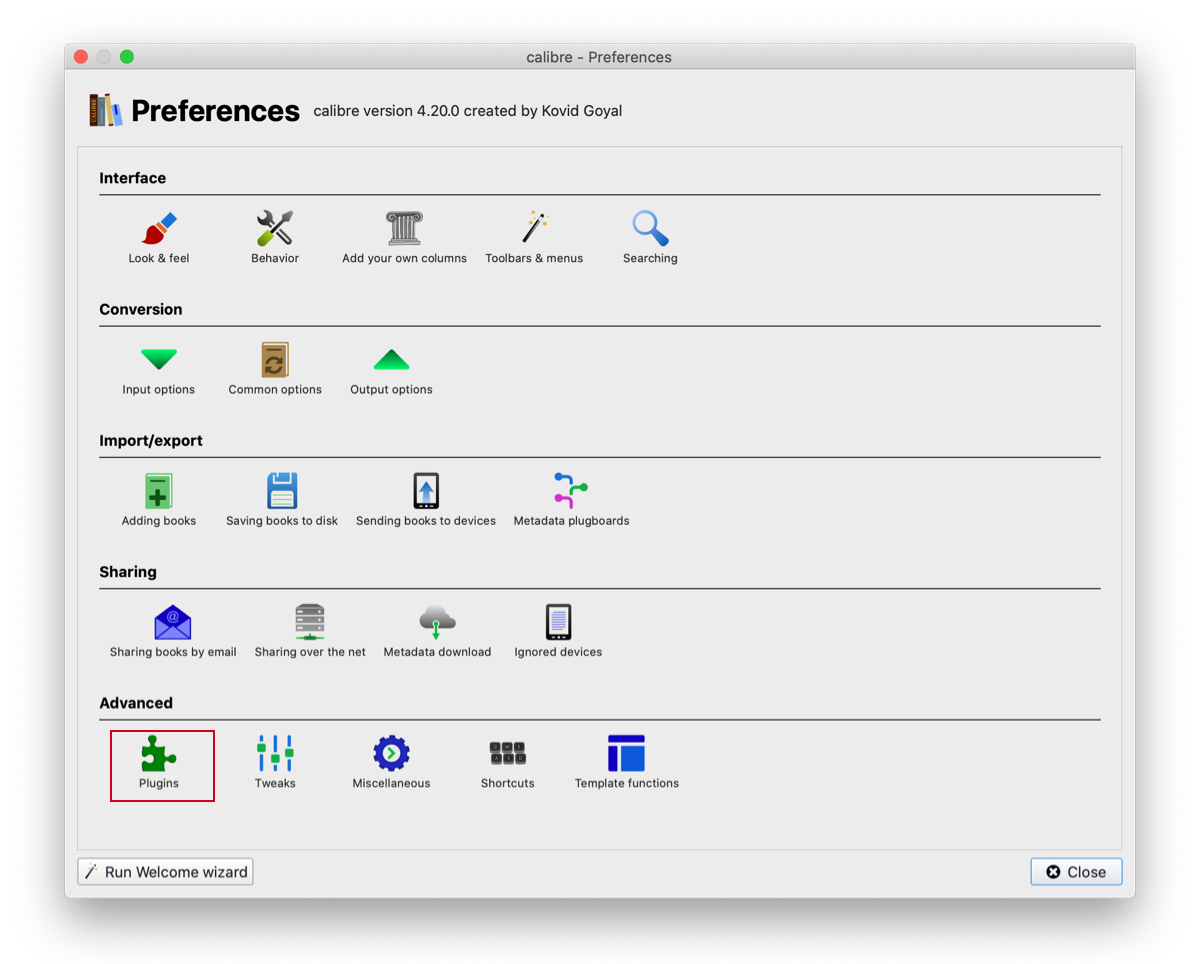 calibre - Preferences
Preferences calibre version 4.20.0 created by Kovid Goyal
Interface
Look & feel Behavior Add your own columns Toolbars & menus Searching
Conversion
Input options Common options Output options
Import/export
Adding books Saving books to disk Sending books to devices Metadata plugboards
Sharing
Sharing books by email Sharing over the net Metadata download Ignored devices
Advanced
Plugins Tweaks Miscellaneous Shortcuts Template functions
Run Welcome wizard Close